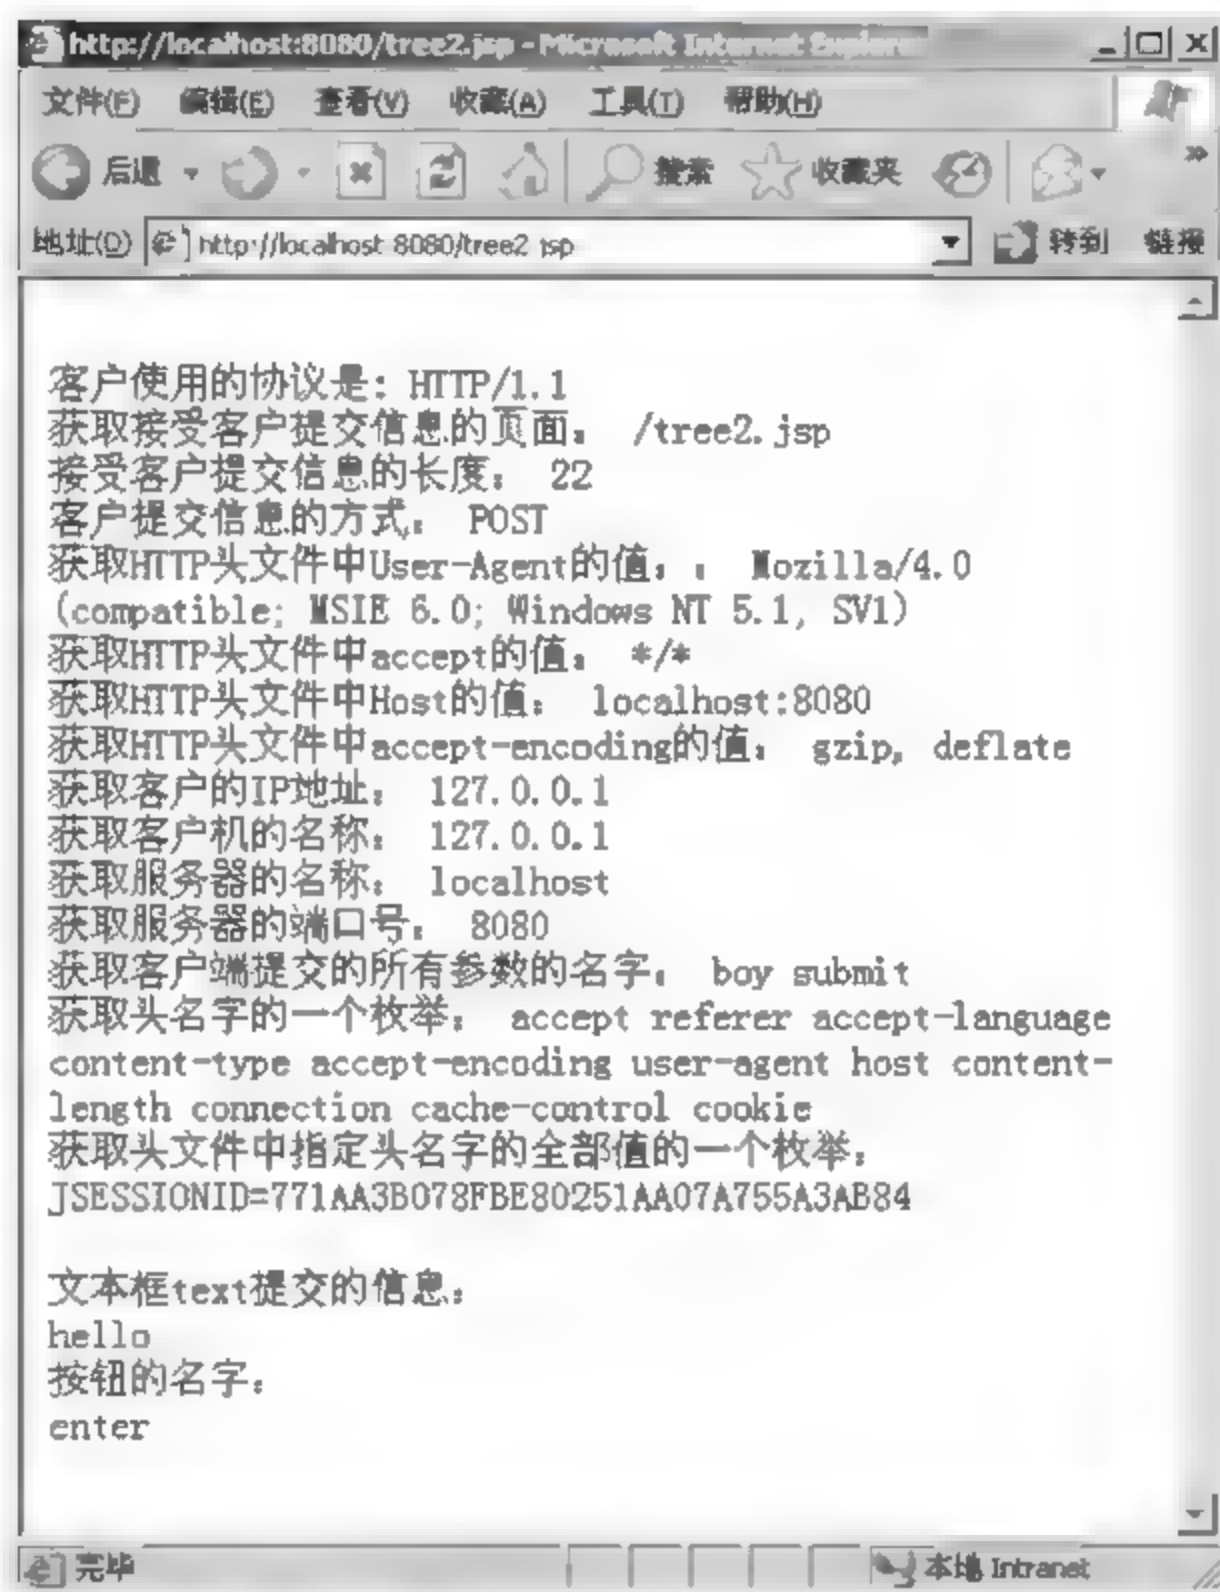 http://localhost:8080/tree2.jsp - Microsoft Internet Explorer
文件(F) 编辑(E) 查看(V) 收藏(A) 工具(T) 帮助(H)
后退 搜索 收藏夹 »
地址(D) http://localhost:8080/tree2.jsp 转到 链接
客户使用的协议是: HTTP/1.1
获取接受客户提交信息的页面: /tree2.jsp
接受客户提交信息的长度: 22
客户提交信息的方式: POST
获取HTTP头文件中User-Agent的值: : Mozilla/4.0
(compatible; MSIE 6.0; Windows NT 5.1; SV1)
获取HTTP头文件中accept的值: */*
获取HTTP头文件中Host的值: localhost:8080
获取HTTP头文件中accept-encoding的值: gzip, deflate
获取客户的IP地址: 127.0.0.1
获取客户机的名称: 127.0.0.1
获取服务器的名称: localhost
获取服务器的端口号: 8080
获取客户端提交的所有参数的名字: boy submit
获取头名字的一个枚举: accept referer accept-language
content-type accept-encoding user-agent host content-
length connection cache-control cookie
获取头文件中指定头名字的全部值的一个枚举:
JSESSIONID=771AA3B078FBE80251AA07A755A3AB84
文本框text提交的信息:
hello
按钮的名字:
enter
完毕 本地 Intranet